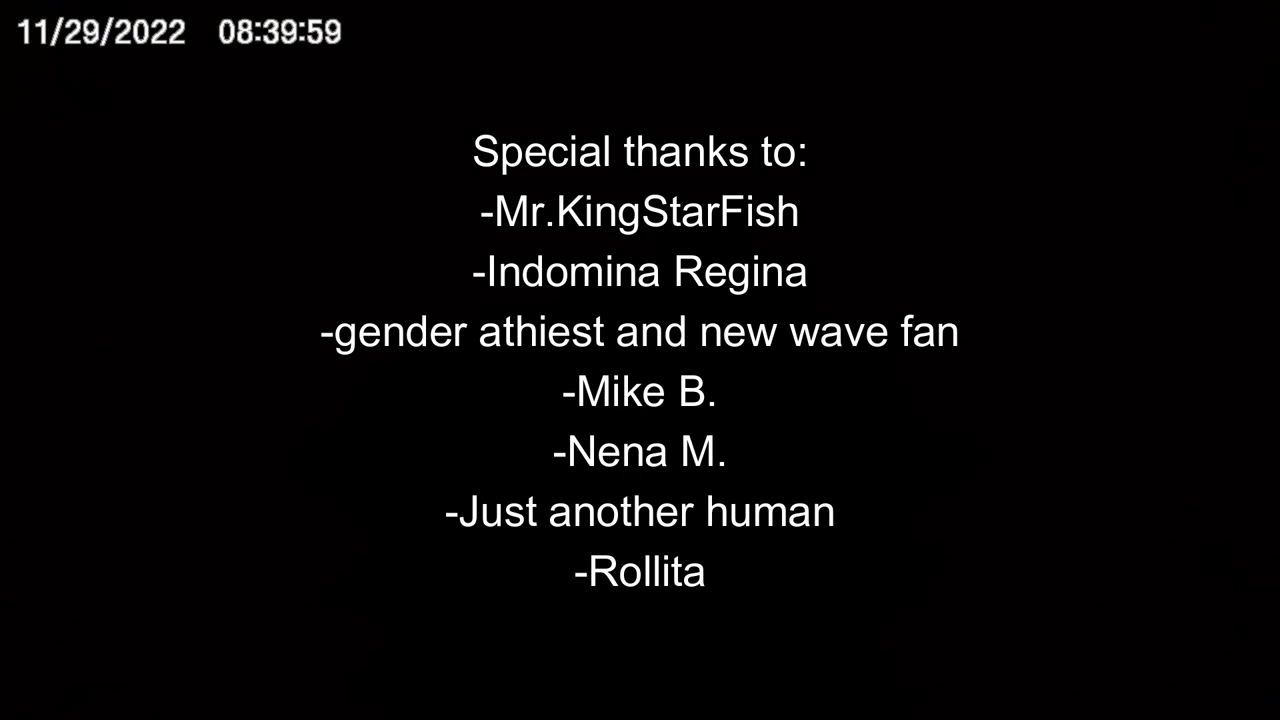 11/29/2022 08:39:59
Special thanks to:
-Mr.KingStarFish
-Indomina Regina
-gender athiest and new wave fan
-Mike B.
-Nena M.
-Just another human
-Rollita